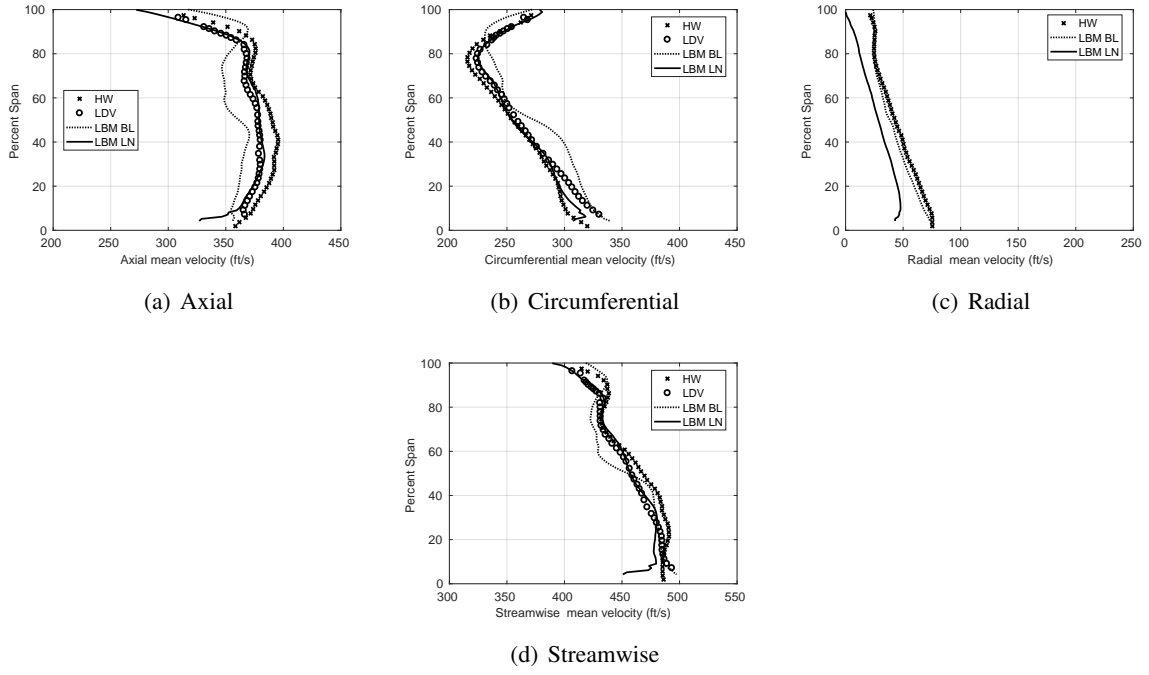 100
80
60
40
20
0
Percent Span
HW
LDV
LBM BL
LBM LN
200 250 300 350 400 450
Axial mean velocity (ft/s)
(a) Axial
100
80
60
40
20
0
Percent Span
HW
LDV
LBM BL
LBM LN
200 250 300 350 400 450
Circumferential mean velocity (ft/s)
(b) Circumferential
100
80
60
40
20
0
Percent Span
HW
LBM BL
LBM LN
0 50 100 150 200 250
Radial mean velocity (ft/s)
(c) Radial
100
80
60
40
20
0
Percent Span
HW
LDV
LBM BL
LBM LN
300 350 400 450 500 550
Streamwise mean velocity (ft/s)
(d) Streamwise